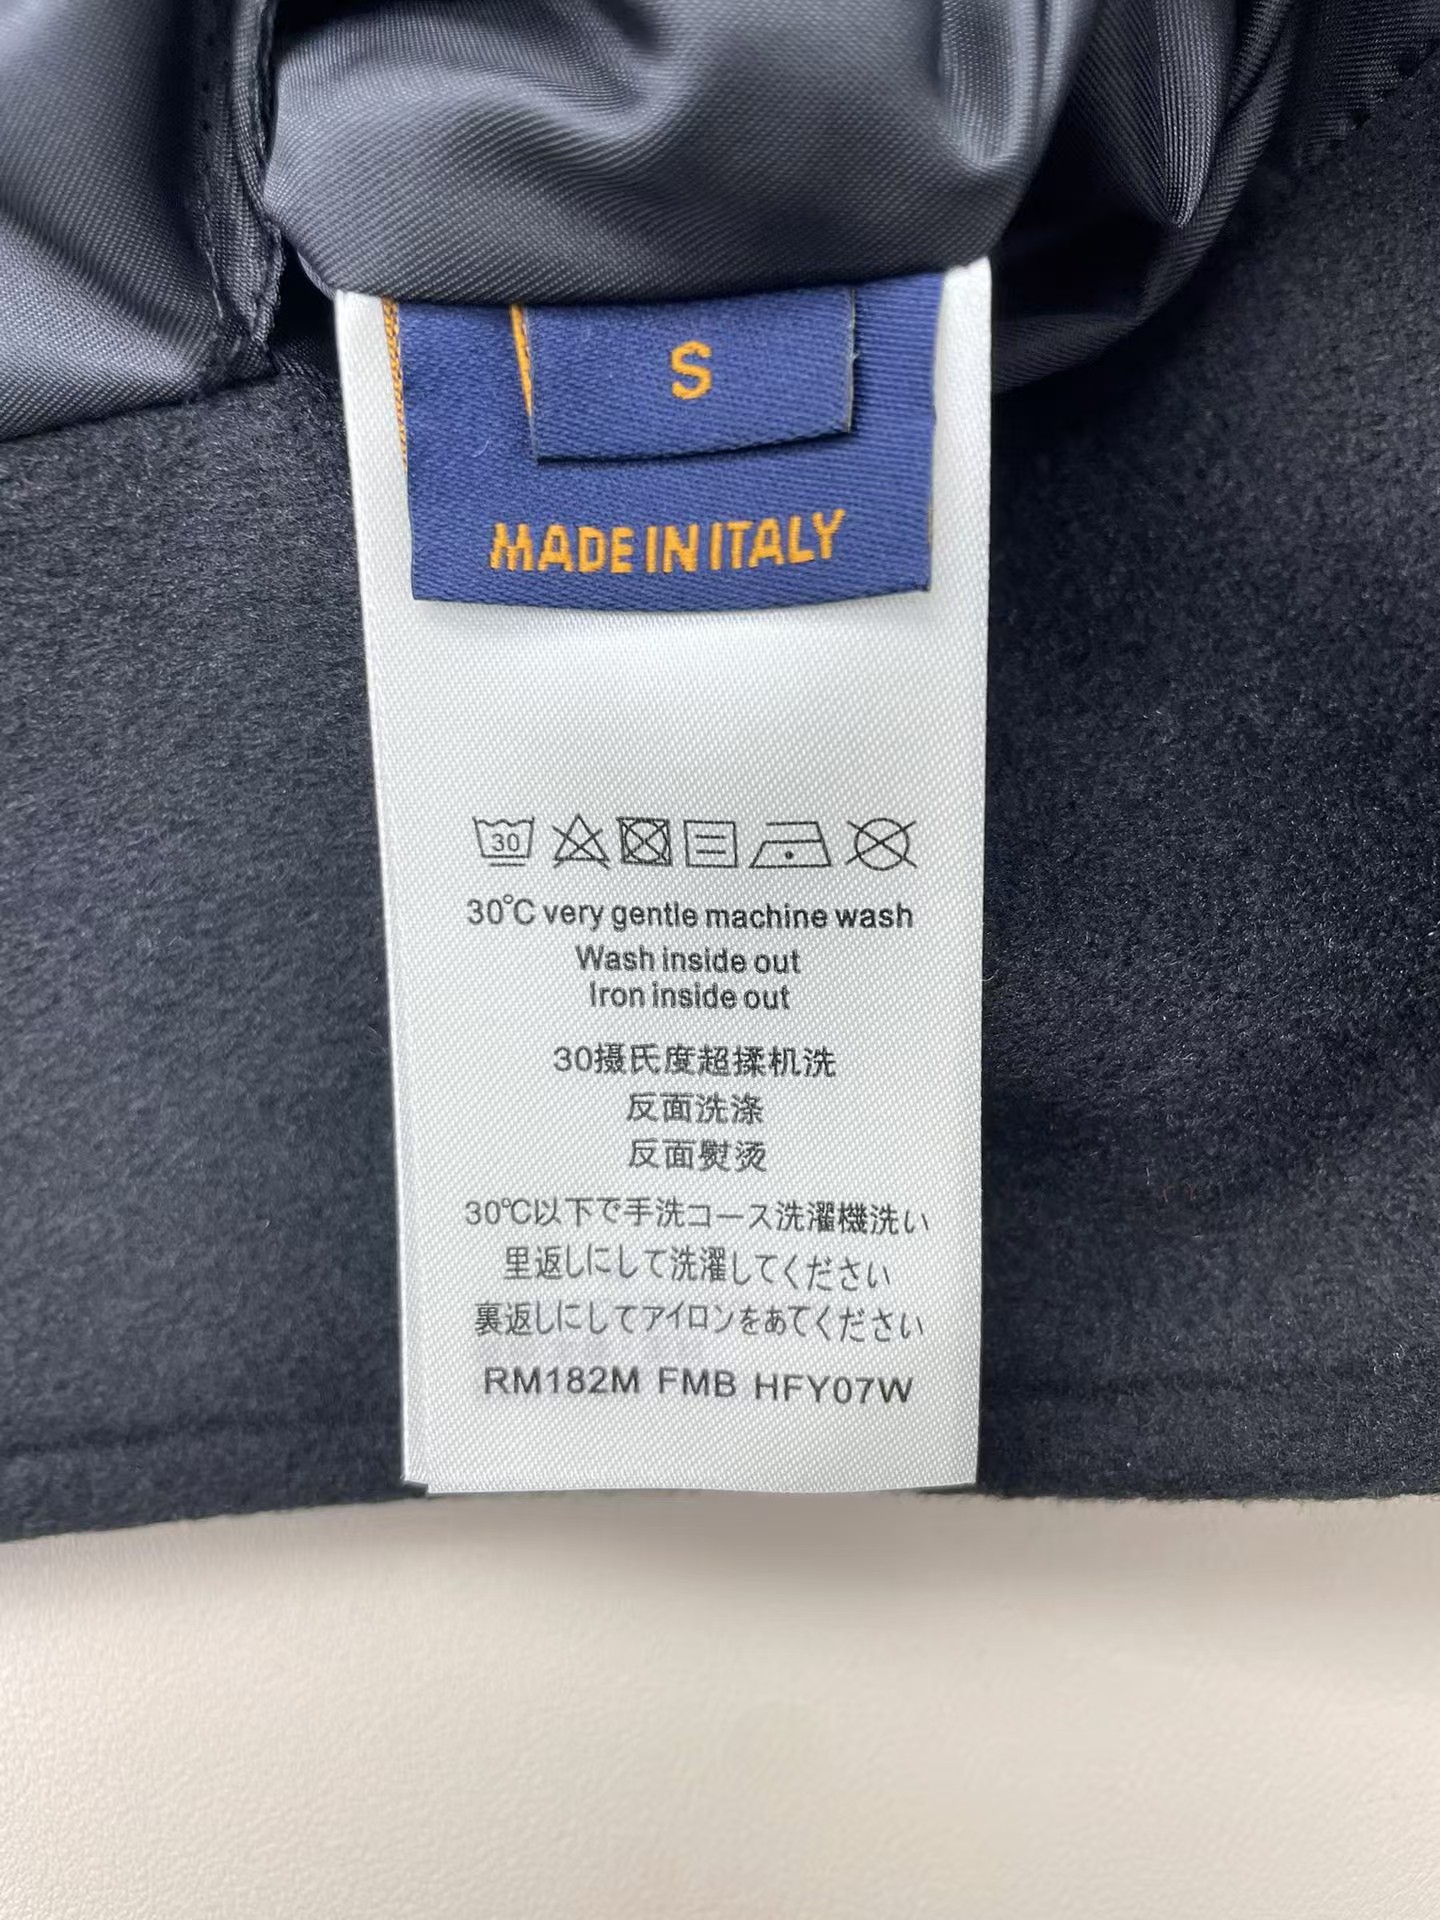 S
MADE IN ITALY
30
30℃ very gentle machine wash
Wash inside out
Iron inside out
30摄氏度超揉机洗
反面洗涤
反面熨烫
30℃以下で手洗コース洗濯機洗い
里返しにして洗濯してください
裏返しにしてアイロンをあてください
RM182M FMB HFY07W